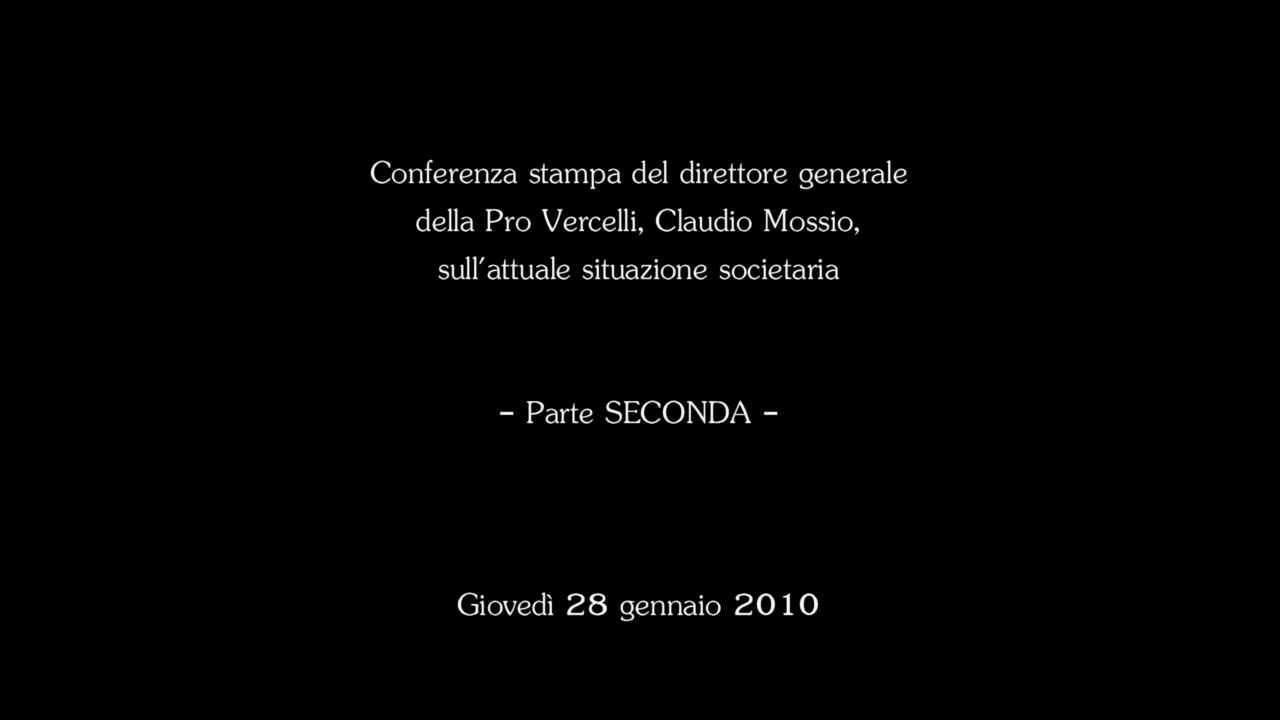 Conferenza stampa del direttore generale
della Pro Vercelli, Claudio Mossio,
sull'attuale situazione societaria
– Parte SECONDA –
Giovedì 28 gennaio 2010